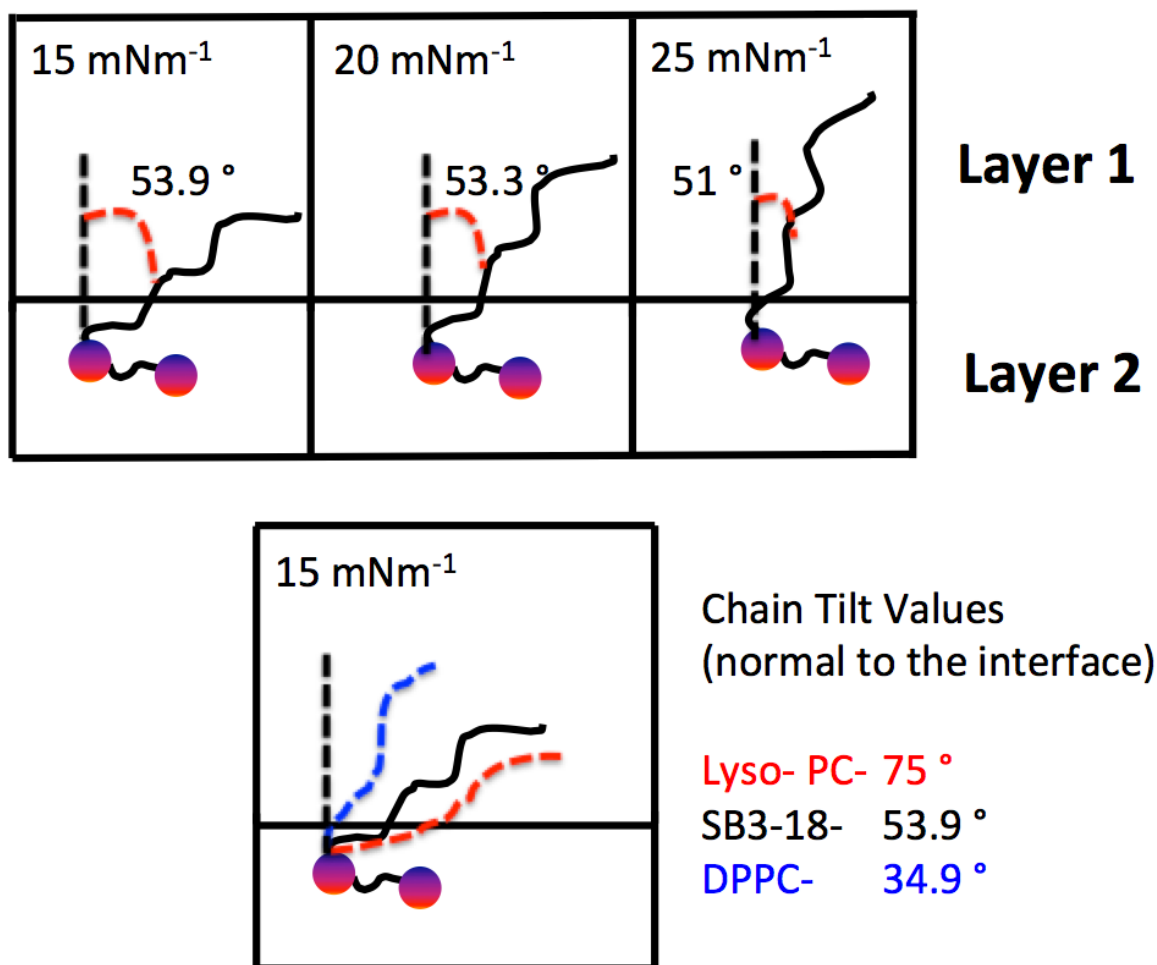 15 mNm⁻¹
20 mNm⁻¹
25 mNm⁻¹
53.9 °
53.3 °
51 °
Layer 1
Layer 2
15 mNm⁻¹
Chain Tilt Values
(normal to the interface)
Lyso- PC- 75 °
SB3-18- 53.9 °
DPPC- 34.9 °